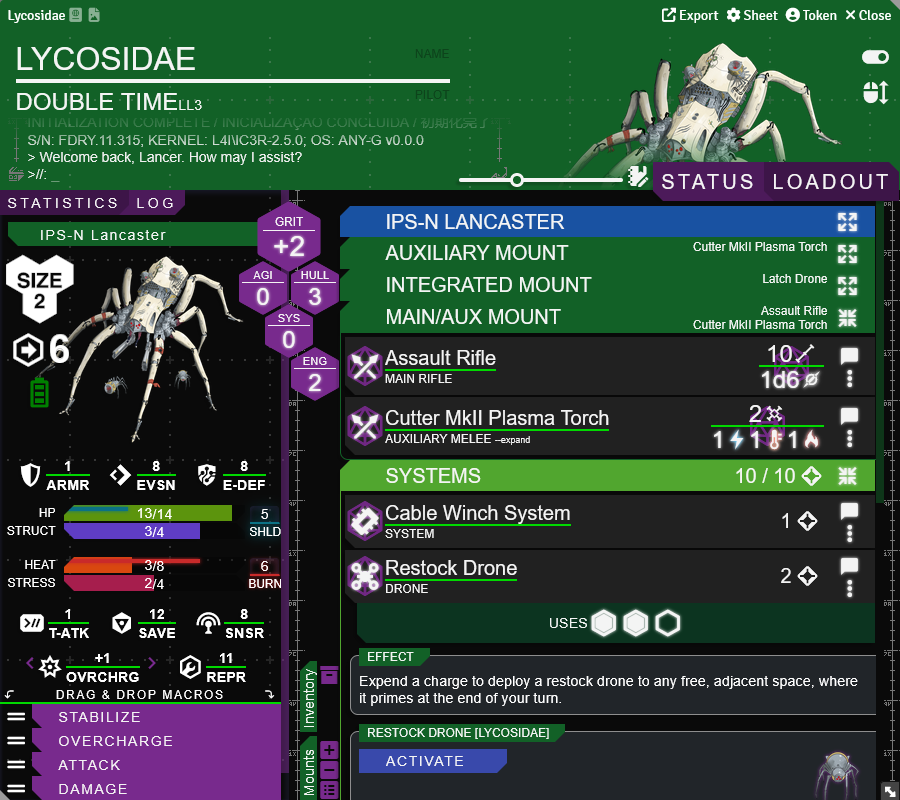 Lycosidae
Export Sheet Token Close
LYCOSIDAE
NAME
DOUBLE TIME LL3
PILOT
INITIALIZATION COMPLETE / INICIALIZAÇÃO CONCLUÍDA / 初期化完了
S/N: FDRY.11.315; KERNEL: L4I\IC3R-2.5.0; OS: ANY-G v0.0.0
> Welcome back, Lancer. How may I assist?
>//: _
STATUS LOADOUT
STATISTICS LOG
IPS-N Lancaster
SIZE
2
6
GRIT
+2
AGI
0
HULL
3
SYS
0
ENG
2
1
ARMR
8
EVSN
8
E-DEF
HP 13/14
STRUCT 3/4
5
SHLD
HEAT 3/8
STRESS 2/4
6
BURN
1
T-ATK
12
SAVE
8
SNSR
+1
OVRCHRG
11
REPR
DRAG & DROP MACROS
STABILIZE
OVERCHARGE
ATTACK
DAMAGE
Inventory
Mounts
IPS-N LANCASTER
AUXILIARY MOUNT Cutter MkII Plasma Torch
INTEGRATED MOUNT Latch Drone
MAIN/AUX MOUNT Assault Rifle
Cutter MkII Plasma Torch
Assault Rifle 10
MAIN RIFLE 1d6
Cutter MkII Plasma Torch 2
AUXILIARY MELEE --expand 1 1 1
SYSTEMS 10 / 10
Cable Winch System 1
SYSTEM
Restock Drone 2
DRONE
USES
EFFECT
Expend a charge to deploy a restock drone to any free, adjacent space, where
it primes at the end of your turn.
RESTOCK DRONE [LYCOSIDAE]
ACTIVATE